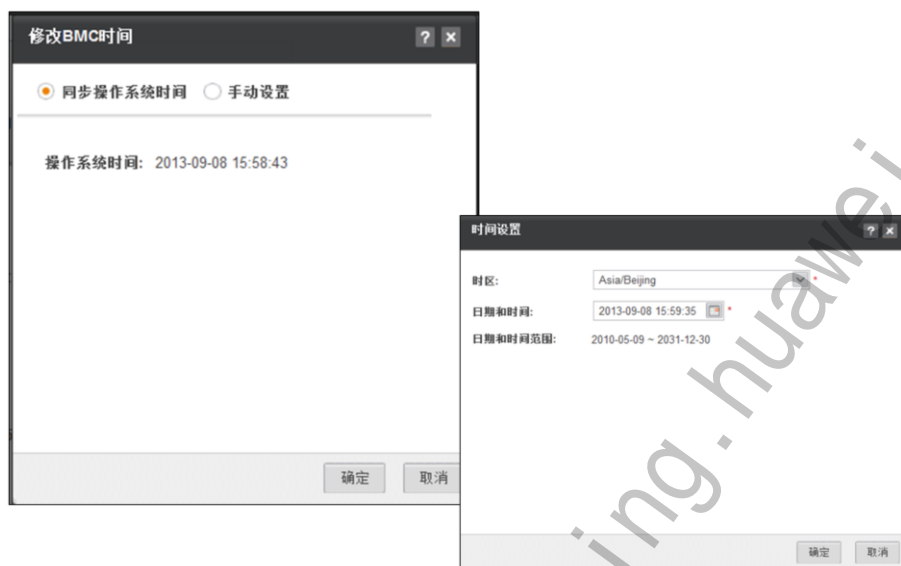 修改BMC时间
? ×
同步操作系统时间 手动设置
操作系统时间: 2013-09-08 15:58:43
确定 取消
时间设置
? ×
时区: Asia/Beijing *
日期和时间: 2013-09-08 15:59:35 *
日期和时间范围: 2010-05-09 ~ 2031-12-30
确定 取消
ing.huawei